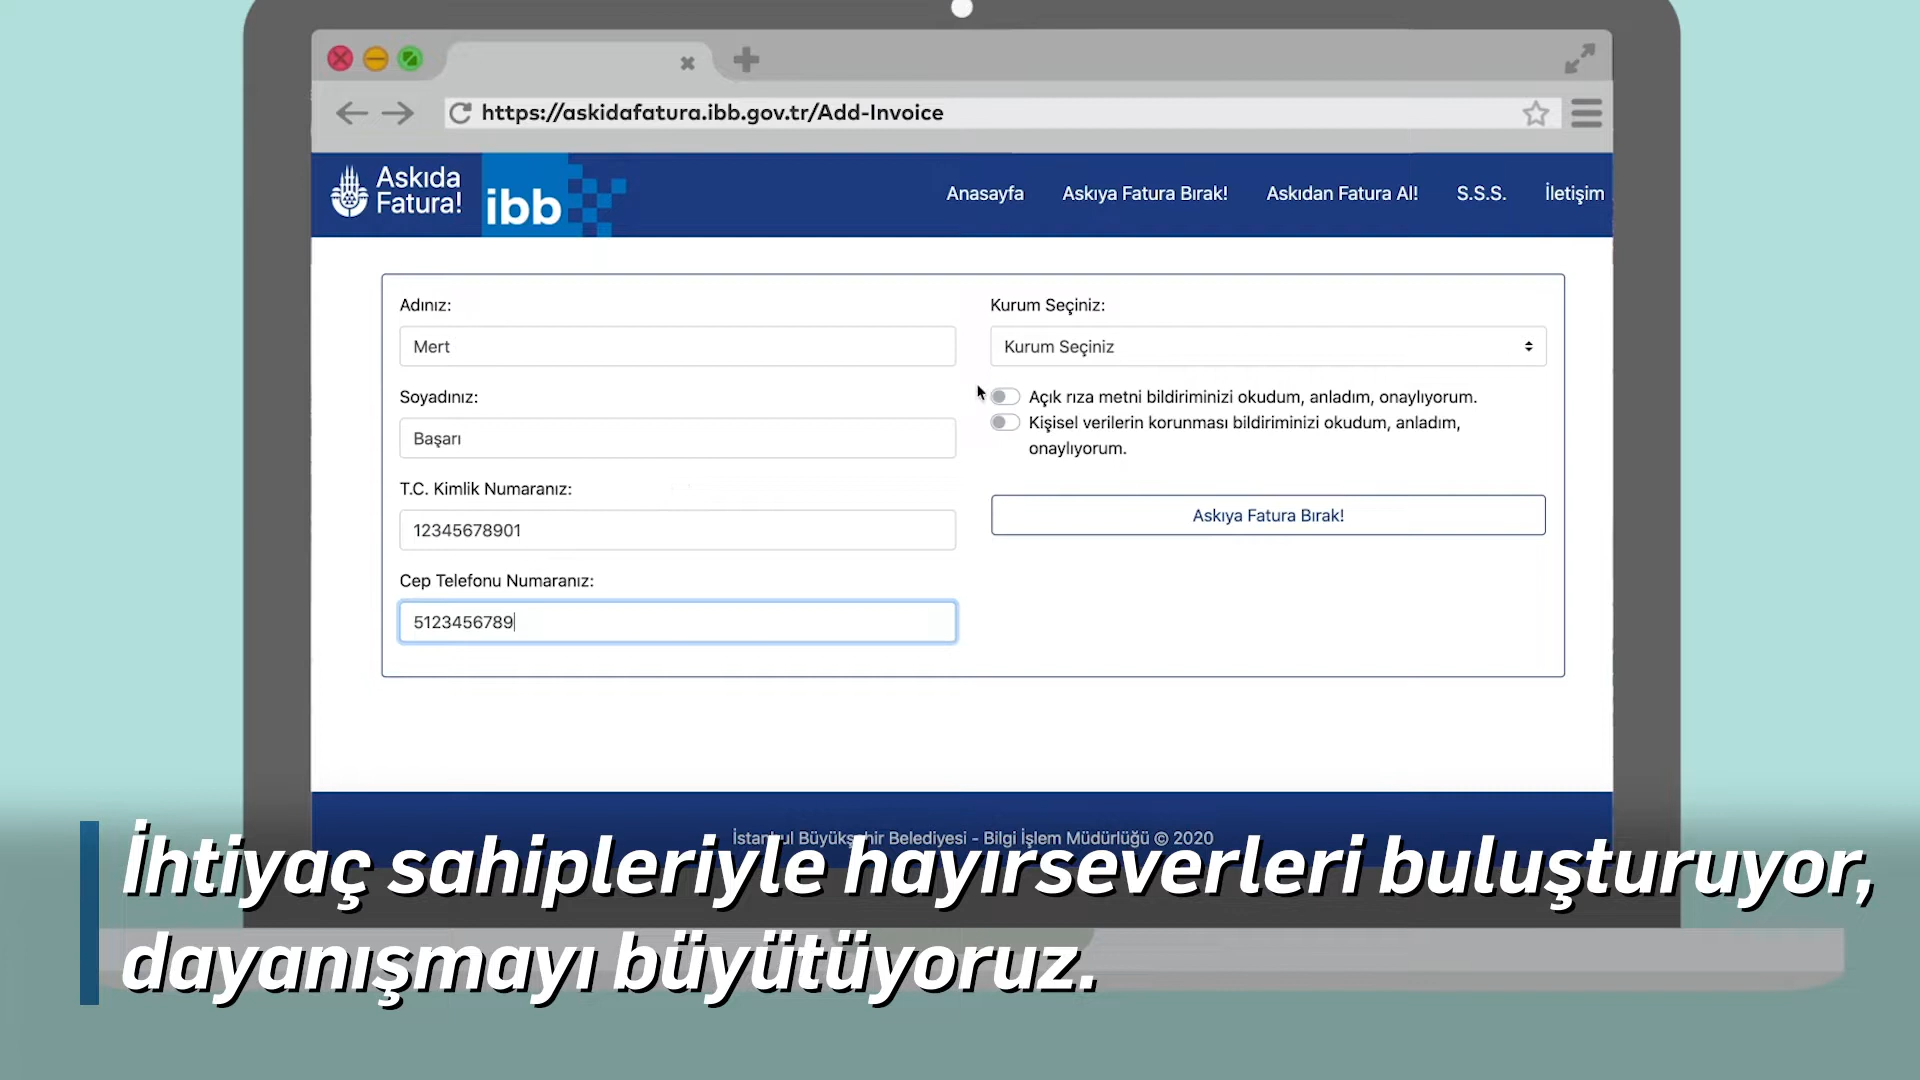 https://askidafatura.ibb.gov.tr/Add-Invoice
Askıda
Fatura!
ibb
Anasayfa
Askıya Fatura Bırak!
Askıdan Fatura Al!
S.S.S.
İletişim
Adınız:
Mert
Soyadınız:
Başarı
T.C. Kimlik Numaranız:
12345678901
Cep Telefonu Numaranız:
5123456789
Kurum Seçiniz:
Kurum Seçiniz
Açık rıza metni bildiriminizi okudum, anladım, onaylıyorum.
Kişisel verilerin korunması bildiriminizi okudum, anladım,
onaylıyorum.
Askıya Fatura Bırak!
İstanbul Büyükşehir Belediyesi - Bilgi İşlem Müdürlüğü © 2020
İhtiyaç sahipleriyle hayırseverleri buluşturuyor,
dayanışmayı büyütüyoruz.